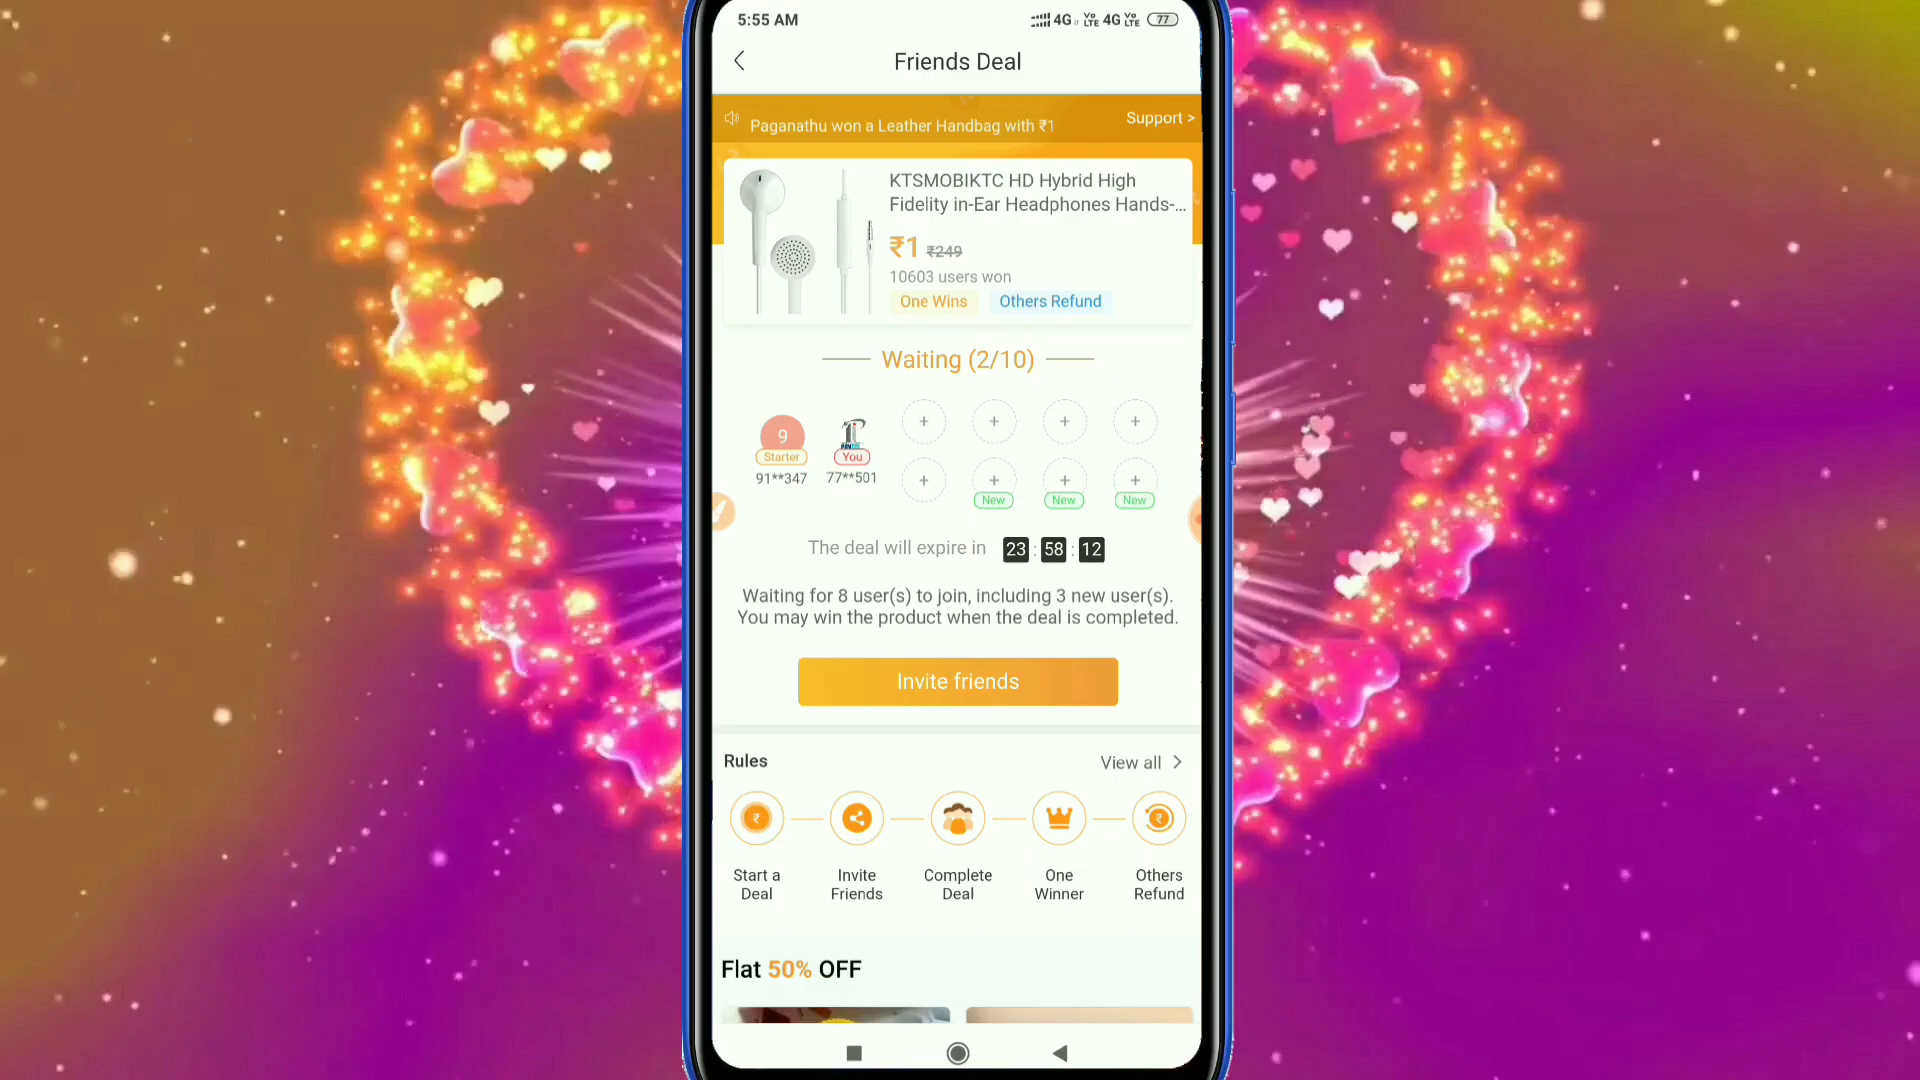 5:55 AM
4G Vo LTE 4G Vo LTE 77
Friends Deal
Paganathu won a Leather Handbag with ₹1
Support >
KTSMOBIKTC HD Hybrid High
Fidelity in-Ear Headphones Hands-...
₹1 ₹249
10603 users won
One Wins Others Refund
Waiting (2/10)
9
Starter You
91**347 77**501
New New New
The deal will expire in 23 : 58 : 12
Waiting for 8 user(s) to join, including 3 new user(s).
You may win the product when the deal is completed.
Invite friends
Rules View all >
Start a Deal
Invite Friends
Complete Deal
One Winner
Others Refund
Flat 50% OFF